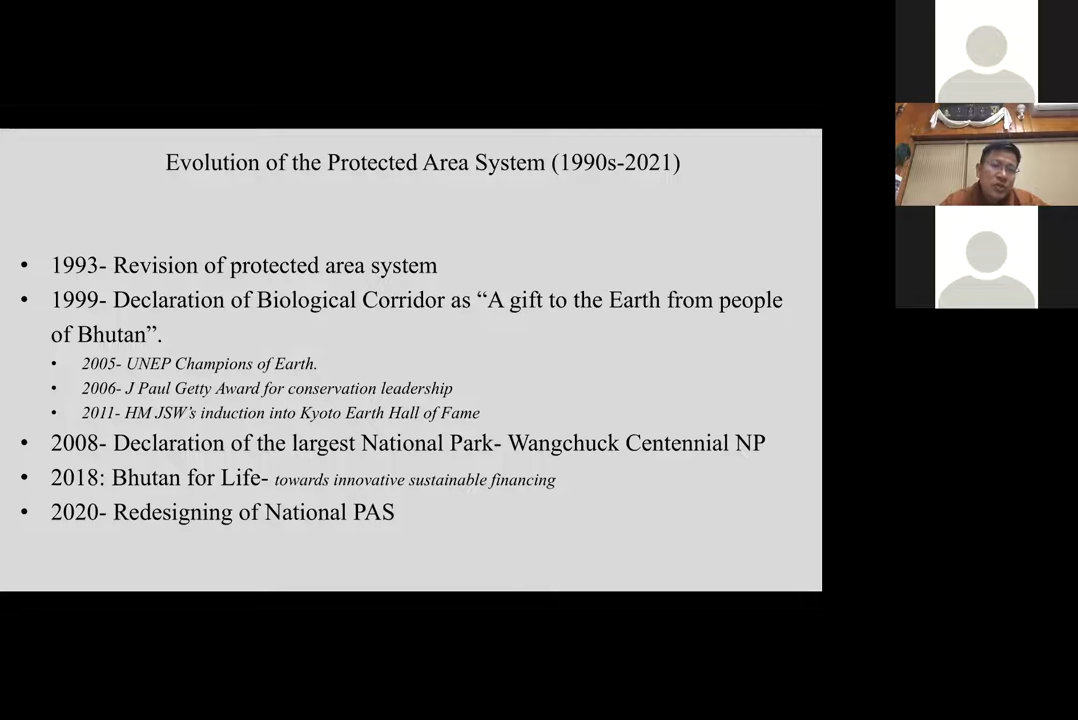 Evolution of the Protected Area System (1990s-2021)
• 1993- Revision of protected area system
• 1999- Declaration of Biological Corridor as “A gift to the Earth from people
of Bhutan”.
• 2005- UNEP Champions of Earth.
• 2006- J Paul Getty Award for conservation leadership
• 2011- HM JSW’s induction into Kyoto Earth Hall of Fame
• 2008- Declaration of the largest National Park- Wangchuck Centennial NP
• 2018: Bhutan for Life- towards innovative sustainable financing
• 2020- Redesigning of National PAS